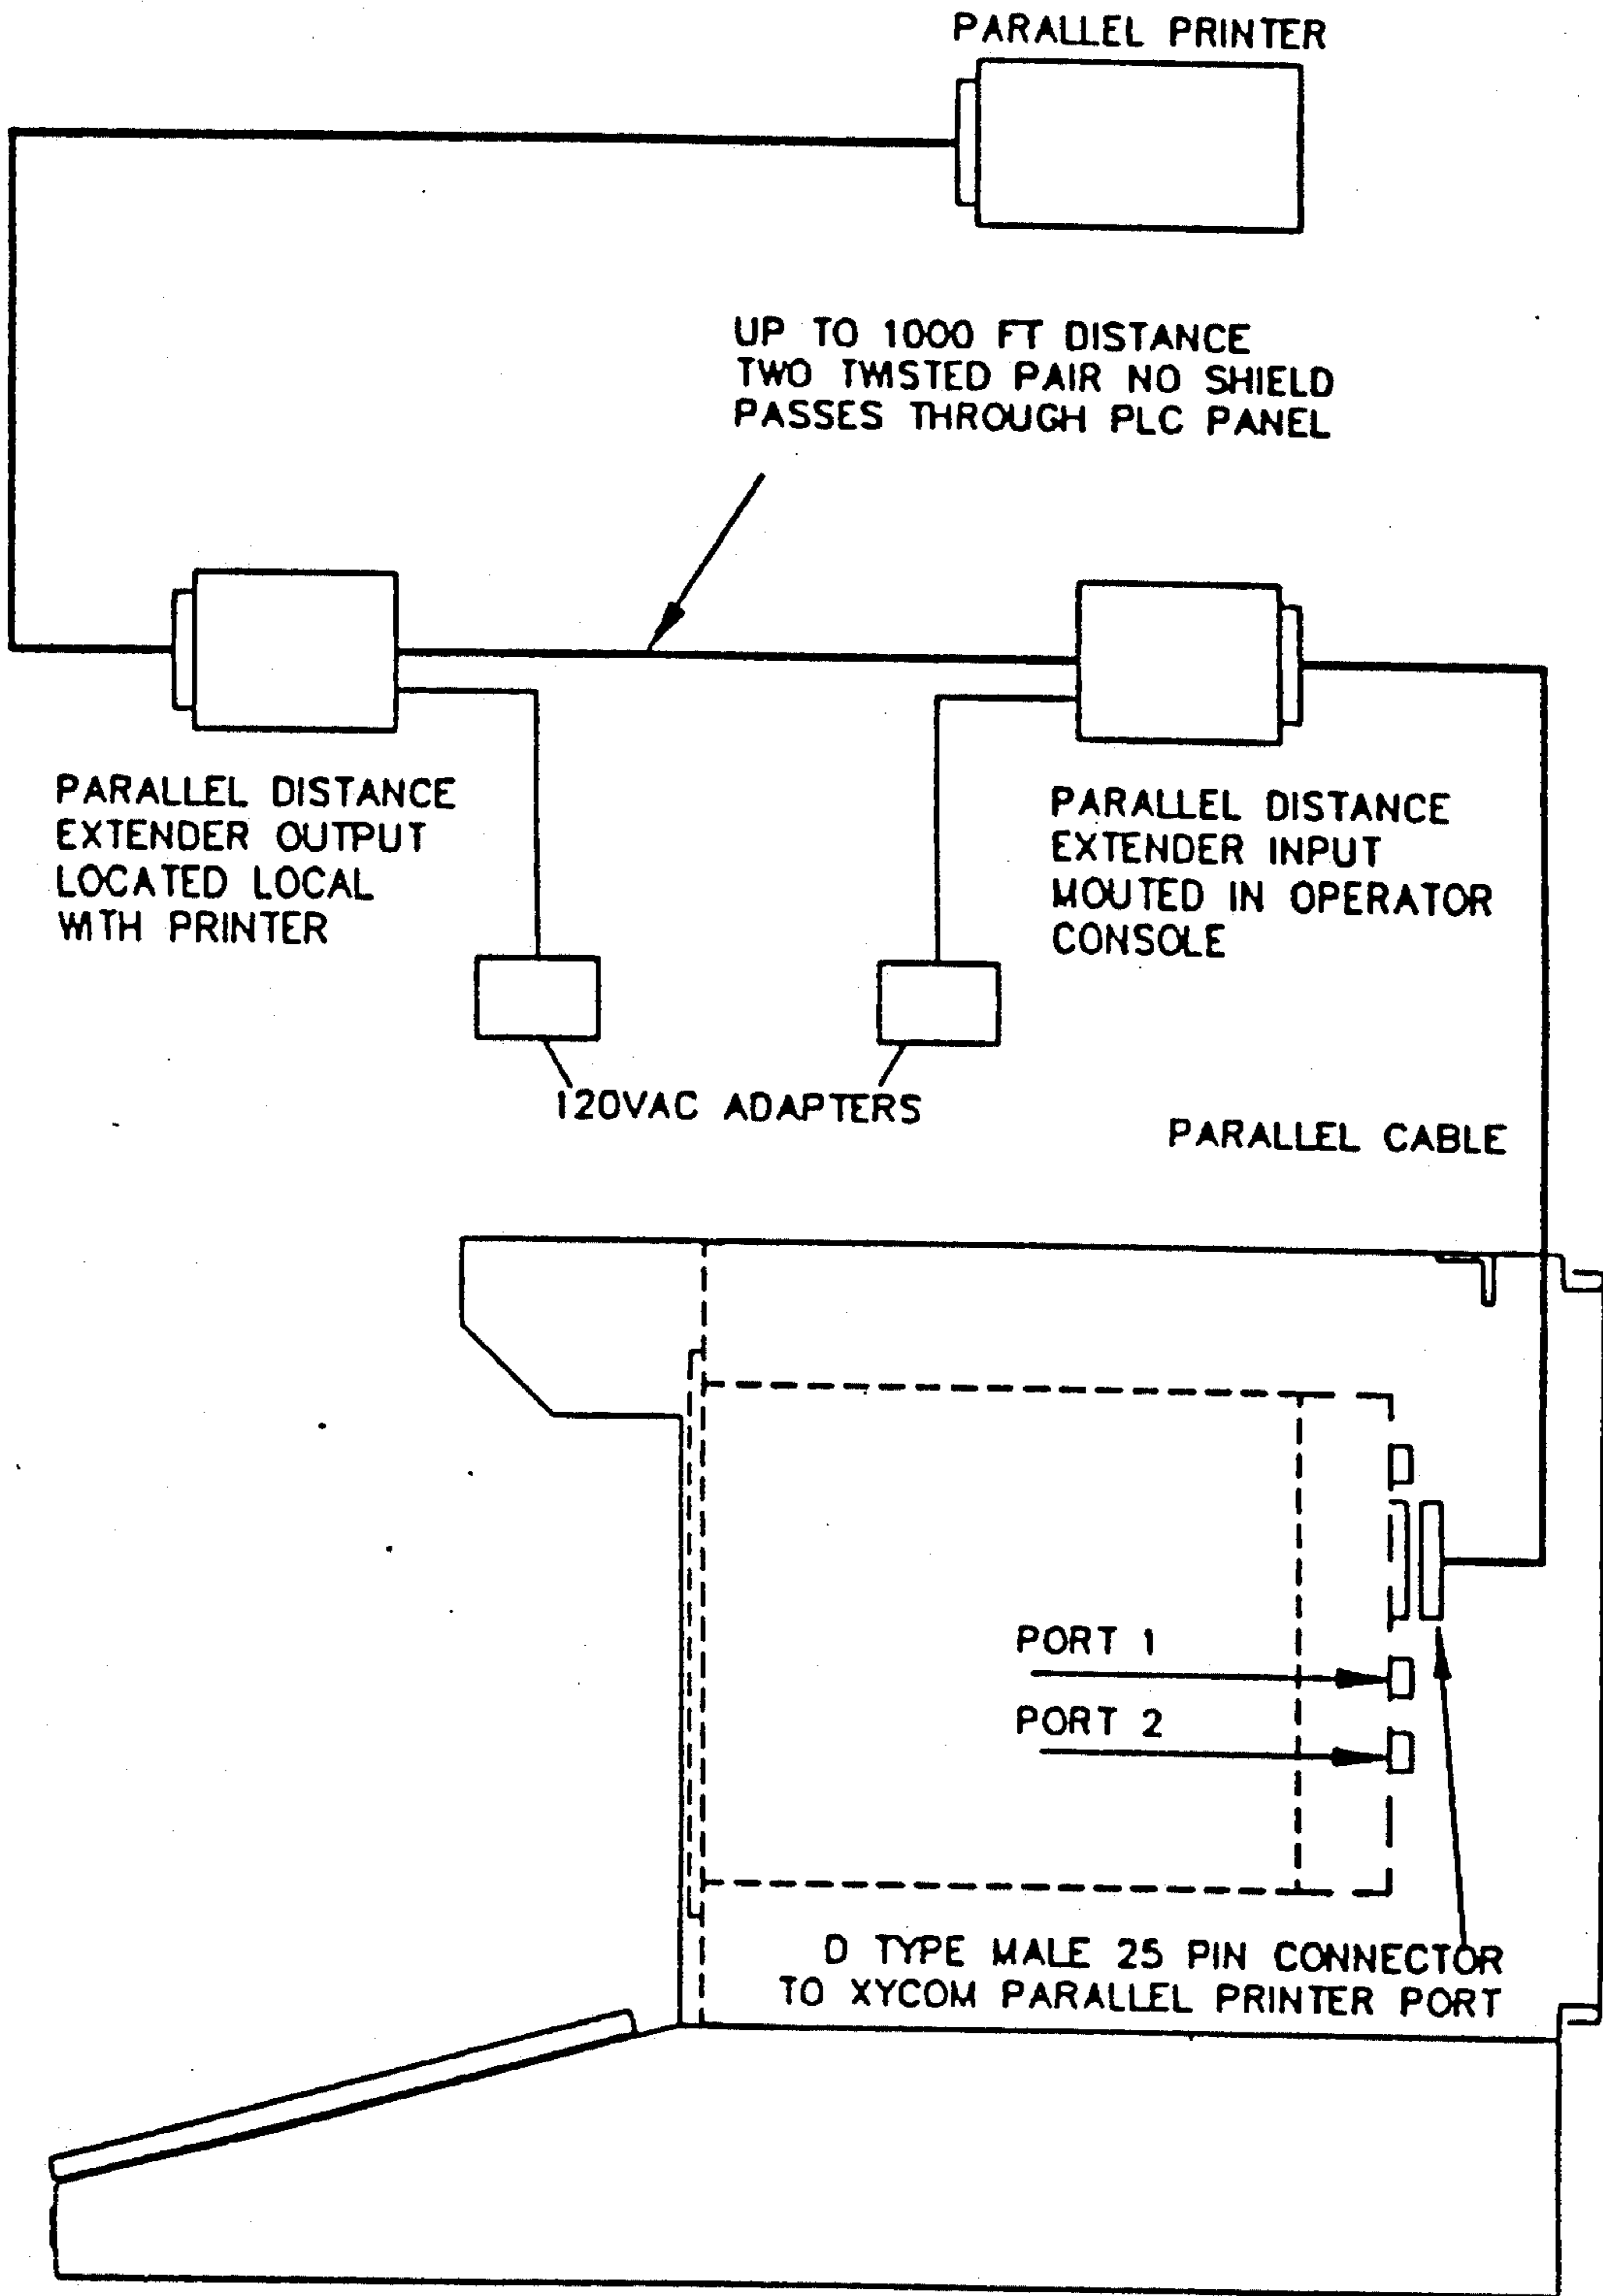 PARALLEL PRINTER
UP TO 1000 FT DISTANCE
TWO TWISTED PAIR NO SHIELD
PASSES THROUGH PLC PANEL
PARALLEL DISTANCE
EXTENDER OUTPUT
LOCATED LOCAL
WITH PRINTER
PARALLEL DISTANCE
EXTENDER INPUT
MOUTED IN OPERATOR
CONSOLE
120VAC ADAPTERS
PARALLEL CABLE
PORT 1
PORT 2
D TYPE MALE 25 PIN CONNECTOR
TO XYCOM PARALLEL PRINTER PORT